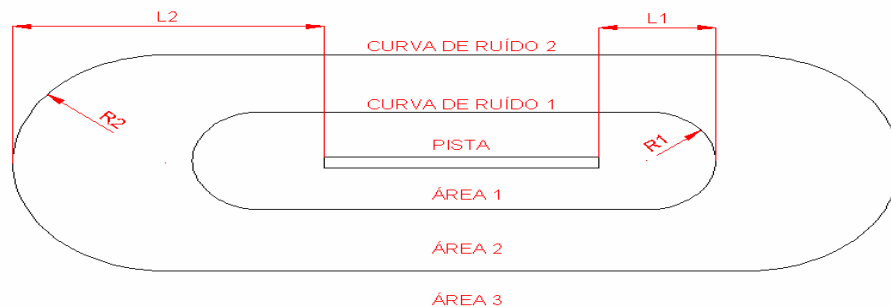 L2
L1
CURVA DE RUÍDO 2
CURVA DE RUÍDO 1
R2
PISTA
R1
ÁREA 1
ÁREA 2
ÁREA 3